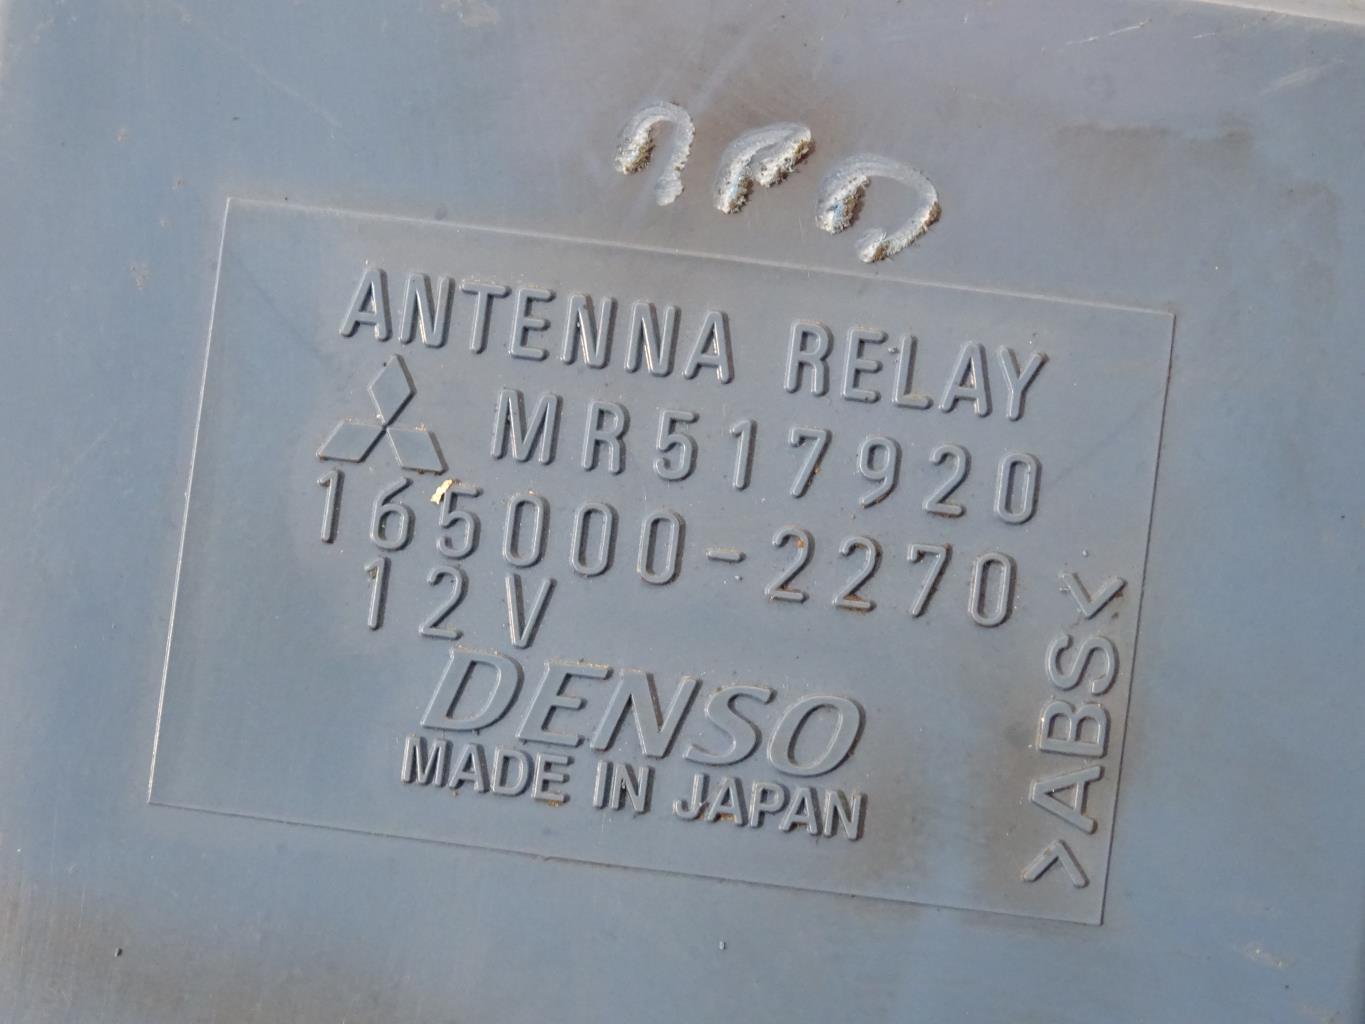 ANTENNA RELAY
MR517920
165000-2270
12V
DENSO
MADE IN JAPAN
>ABS<